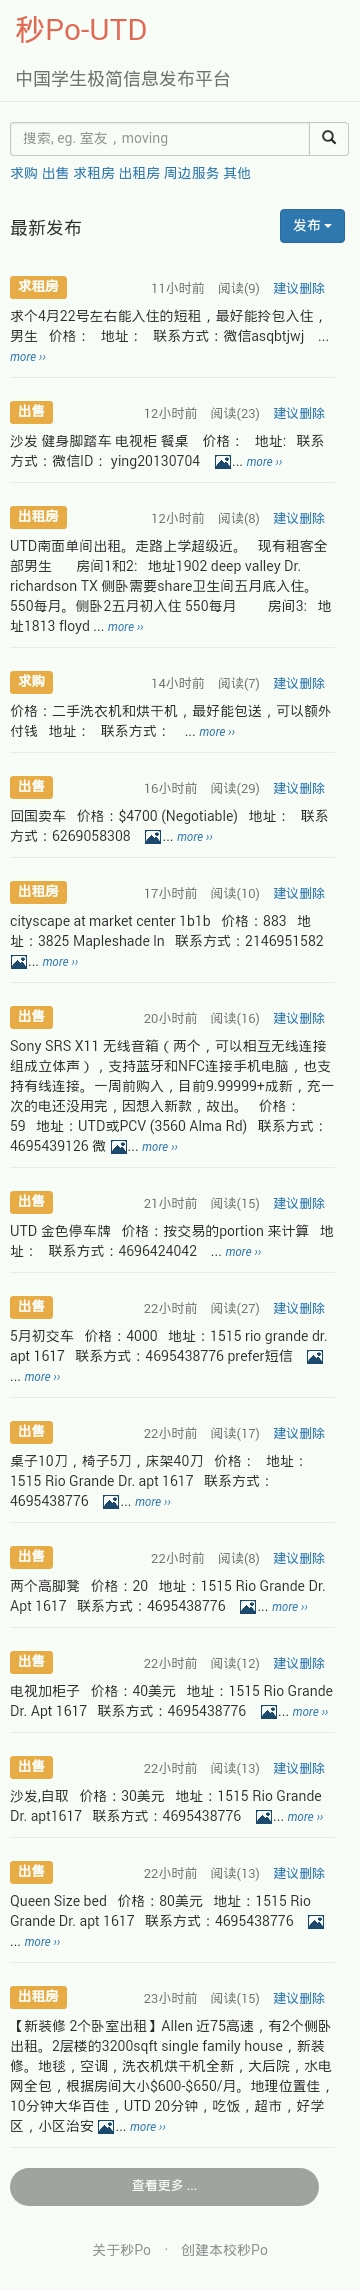 秒Po-UTD
中国学生极简信息发布平台
搜索, eg. 室友，moving
求购 出售 求租房 出租房 周边服务 其他
最新发布 发布
求租房 11小时前 阅读(9) 建议删除
求个4月22号左右能入住的短租，最好能拎包入住，
男生 价格： 地址： 联系方式：微信asqbtjwj ...
more ››
出售 12小时前 阅读(23) 建议删除
沙发 健身脚踏车 电视柜 餐桌 价格： 地址: 联系
方式：微信ID： ying20130704 ... more ››
出租房 12小时前 阅读(8) 建议删除
UTD南面单间出租。走路上学超级近。 现有租客全
部男生 房间1和2: 地址1902 deep valley Dr.
richardson TX 侧卧需要share卫生间五月底入住。
550每月。侧卧2五月初入住 550每月 房间3: 地
址1813 floyd ... more ››
求购 14小时前 阅读(7) 建议删除
价格：二手洗衣机和烘干机，最好能包送，可以额外
付钱 地址： 联系方式： ... more ››
出售 16小时前 阅读(29) 建议删除
回国卖车 价格：$4700 (Negotiable) 地址： 联系
方式：6269058308 ... more ››
出租房 17小时前 阅读(10) 建议删除
cityscape at market center 1b1b 价格：883 地
址：3825 Mapleshade ln 联系方式：2146951582
... more ››
出售 20小时前 阅读(16) 建议删除
Sony SRS X11 无线音箱（两个，可以相互无线连接
组成立体声），支持蓝牙和NFC连接手机电脑，也支
持有线连接。一周前购入，目前9.99999+成新，充一
次的电还没用完，因想入新款，故出。 价格：
59 地址：UTD或PCV (3560 Alma Rd) 联系方式：
4695439126 微 ... more ››
出售 21小时前 阅读(15) 建议删除
UTD 金色停车牌 价格：按交易的portion 来计算 地
址： 联系方式：4696424042 ... more ››
出售 22小时前 阅读(27) 建议删除
5月初交车 价格：4000 地址：1515 rio grande dr.
apt 1617 联系方式：4695438776 prefer短信
... more ››
出售 22小时前 阅读(17) 建议删除
桌子10刀，椅子5刀，床架40刀 价格： 地址：
1515 Rio Grande Dr. apt 1617 联系方式：
4695438776 ... more ››
出售 22小时前 阅读(8) 建议删除
两个高脚凳 价格：20 地址：1515 Rio Grande Dr.
Apt 1617 联系方式：4695438776 ... more ››
出售 22小时前 阅读(12) 建议删除
电视加柜子 价格：40美元 地址：1515 Rio Grande
Dr. Apt 1617 联系方式：4695438776 ... more ››
出售 22小时前 阅读(13) 建议删除
沙发,自取 价格：30美元 地址：1515 Rio Grande
Dr. apt1617 联系方式：4695438776 ... more ››
出售 22小时前 阅读(13) 建议删除
Queen Size bed 价格：80美元 地址：1515 Rio
Grande Dr. apt 1617 联系方式：4695438776
... more ››
出租房 23小时前 阅读(15) 建议删除
【新装修 2个卧室出租】Allen 近75高速，有2个侧卧
出租。2层楼的3200sqft single family house，新装
修。地毯，空调，洗衣机烘干机全新，大后院，水电
网全包，根据房间大小$600-$650/月。地理位置佳，
10分钟大华百佳，UTD 20分钟，吃饭，超市，好学
区，小区治安 ... more ››
查看更多 ...
关于秒Po · 创建本校秒Po